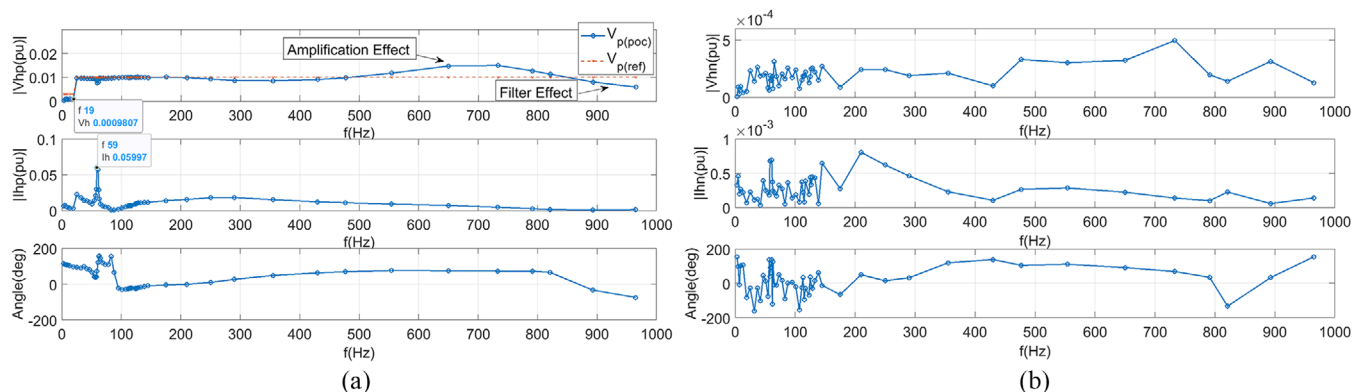 |Vhp(pu)|
0.02
0.01
0
Amplification Effect
V p(poc)
V p(ref)
Filter Effect
0 100 200 300 400 500 600 700 800 900 1000
f 19
Vh 0.0009807
f(Hz)
|Ihp(pu)|
0.1
0.05
0
f 59
Ih 0.05997
0 100 200 300 400 500 600 700 800 900 1000
f(Hz)
Angle(deg)
200
0
-200
0 100 200 300 400 500 600 700 800 900 1000
f(Hz)
(a)
×10-4
|Vhn(pu)|
5
0
0 100 200 300 400 500 600 700 800 900 1000
f(Hz)
×10-3
|Ihn(pu)|
1
0.5
0
0 100 200 300 400 500 600 700 800 900 1000
f(Hz)
Angle(deg)
200
0
-200
0 100 200 300 400 500 600 700 800 900 1000
f(Hz)
(b)